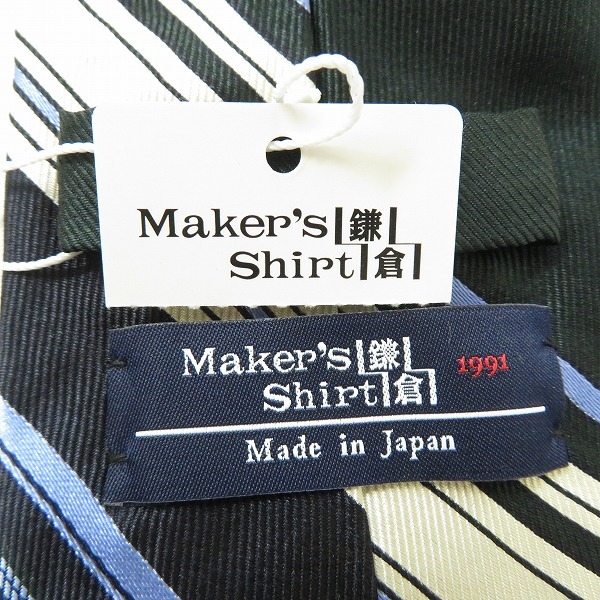 Maker's 鎌
Shirt 倉
Maker's 鎌 1991
Shirt 倉
Made in Japan